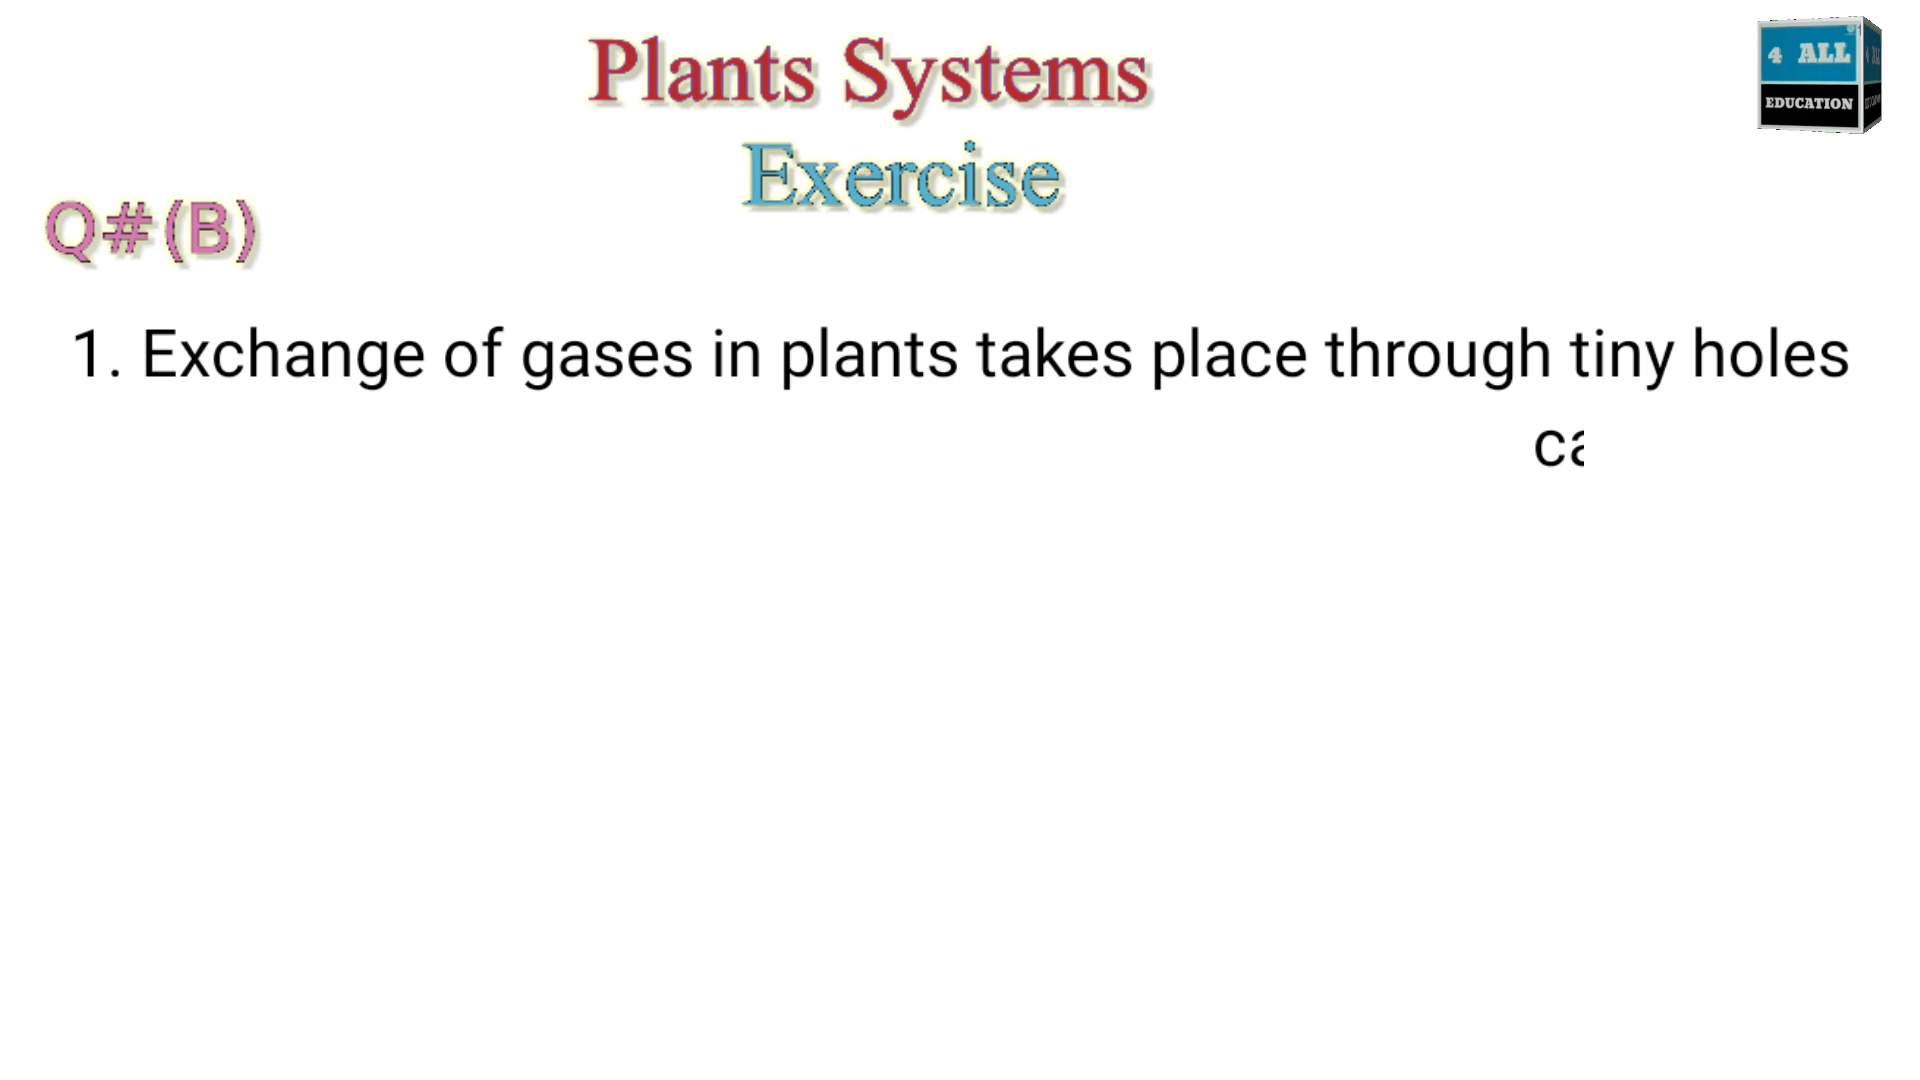 Plants Systems
4 ALL
EDUCATION
Exercise
Q#(B)
1. Exchange of gases in plants takes place through tiny holes